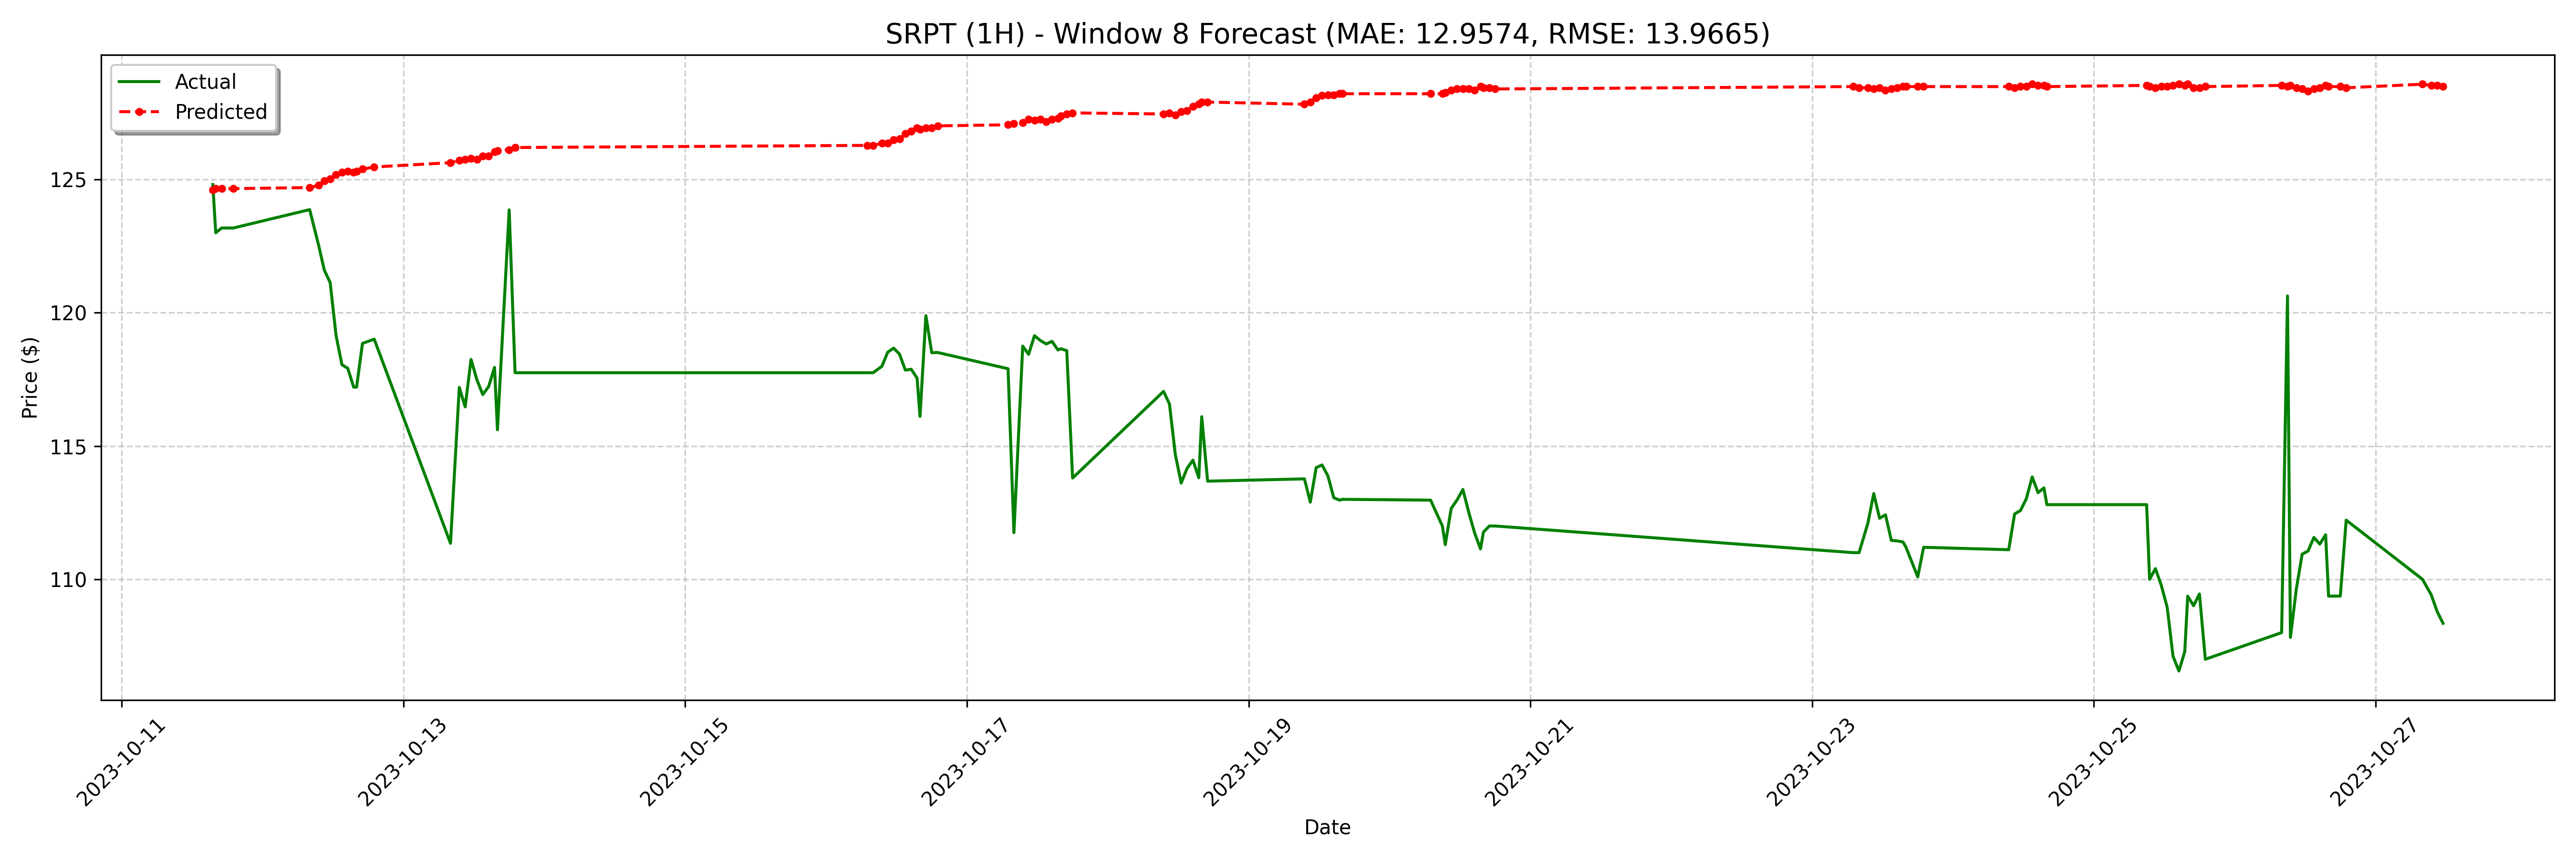 SRPT (1H) - Window 8 Forecast (MAE: 12.9574, RMSE: 13.9665)
Actual
Predicted
Price ($)
125
120
115
110
2023-10-11
2023-10-13
2023-10-15
2023-10-17
2023-10-19
2023-10-21
2023-10-23
2023-10-25
2023-10-27
Date